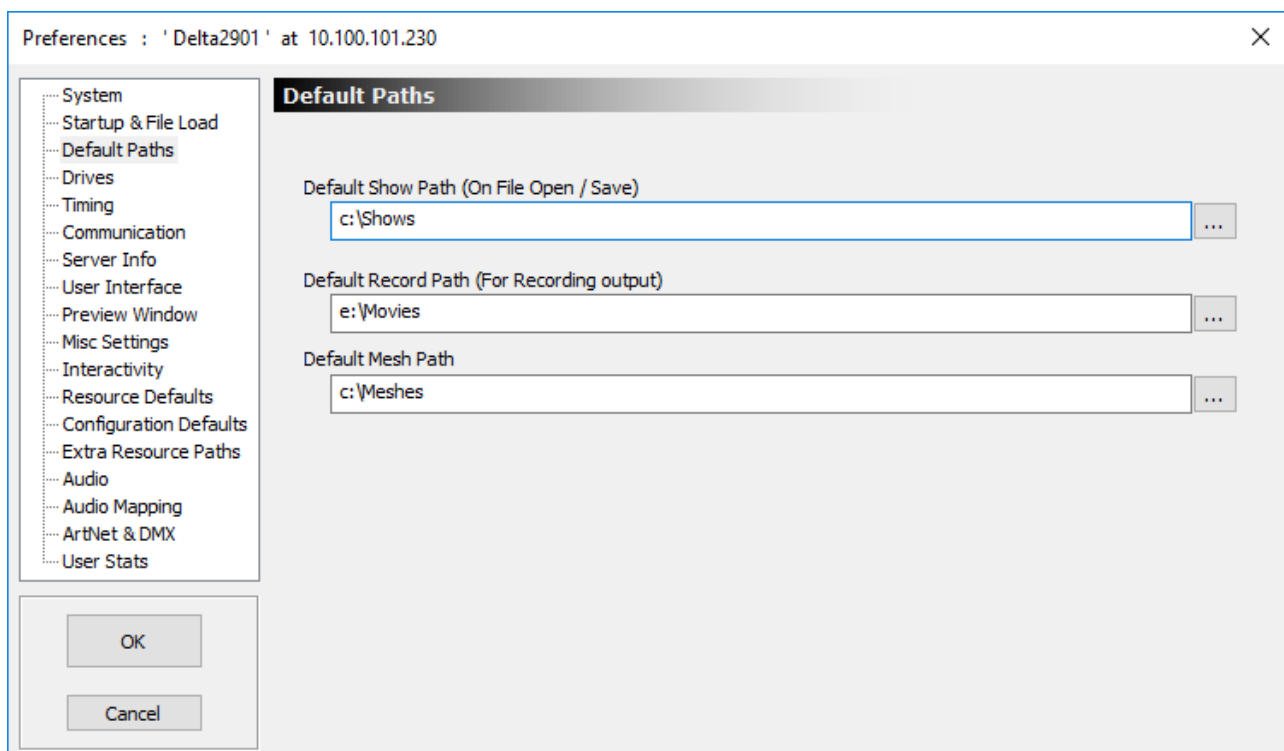 Preferences : ' Delta2901 ' at 10.100.101.230
System
Startup & File Load
Default Paths
Drives
Timing
Communication
Server Info
User Interface
Preview Window
Misc Settings
Interactivity
Resource Defaults
Configuration Defaults
Extra Resource Paths
Audio
Audio Mapping
ArtNet & DMX
User Stats
OK
Cancel
Default Paths
Default Show Path (On File Open / Save)
c:\Shows
...
Default Record Path (For Recording output)
e:\Movies
...
Default Mesh Path
c:\Meshes
...